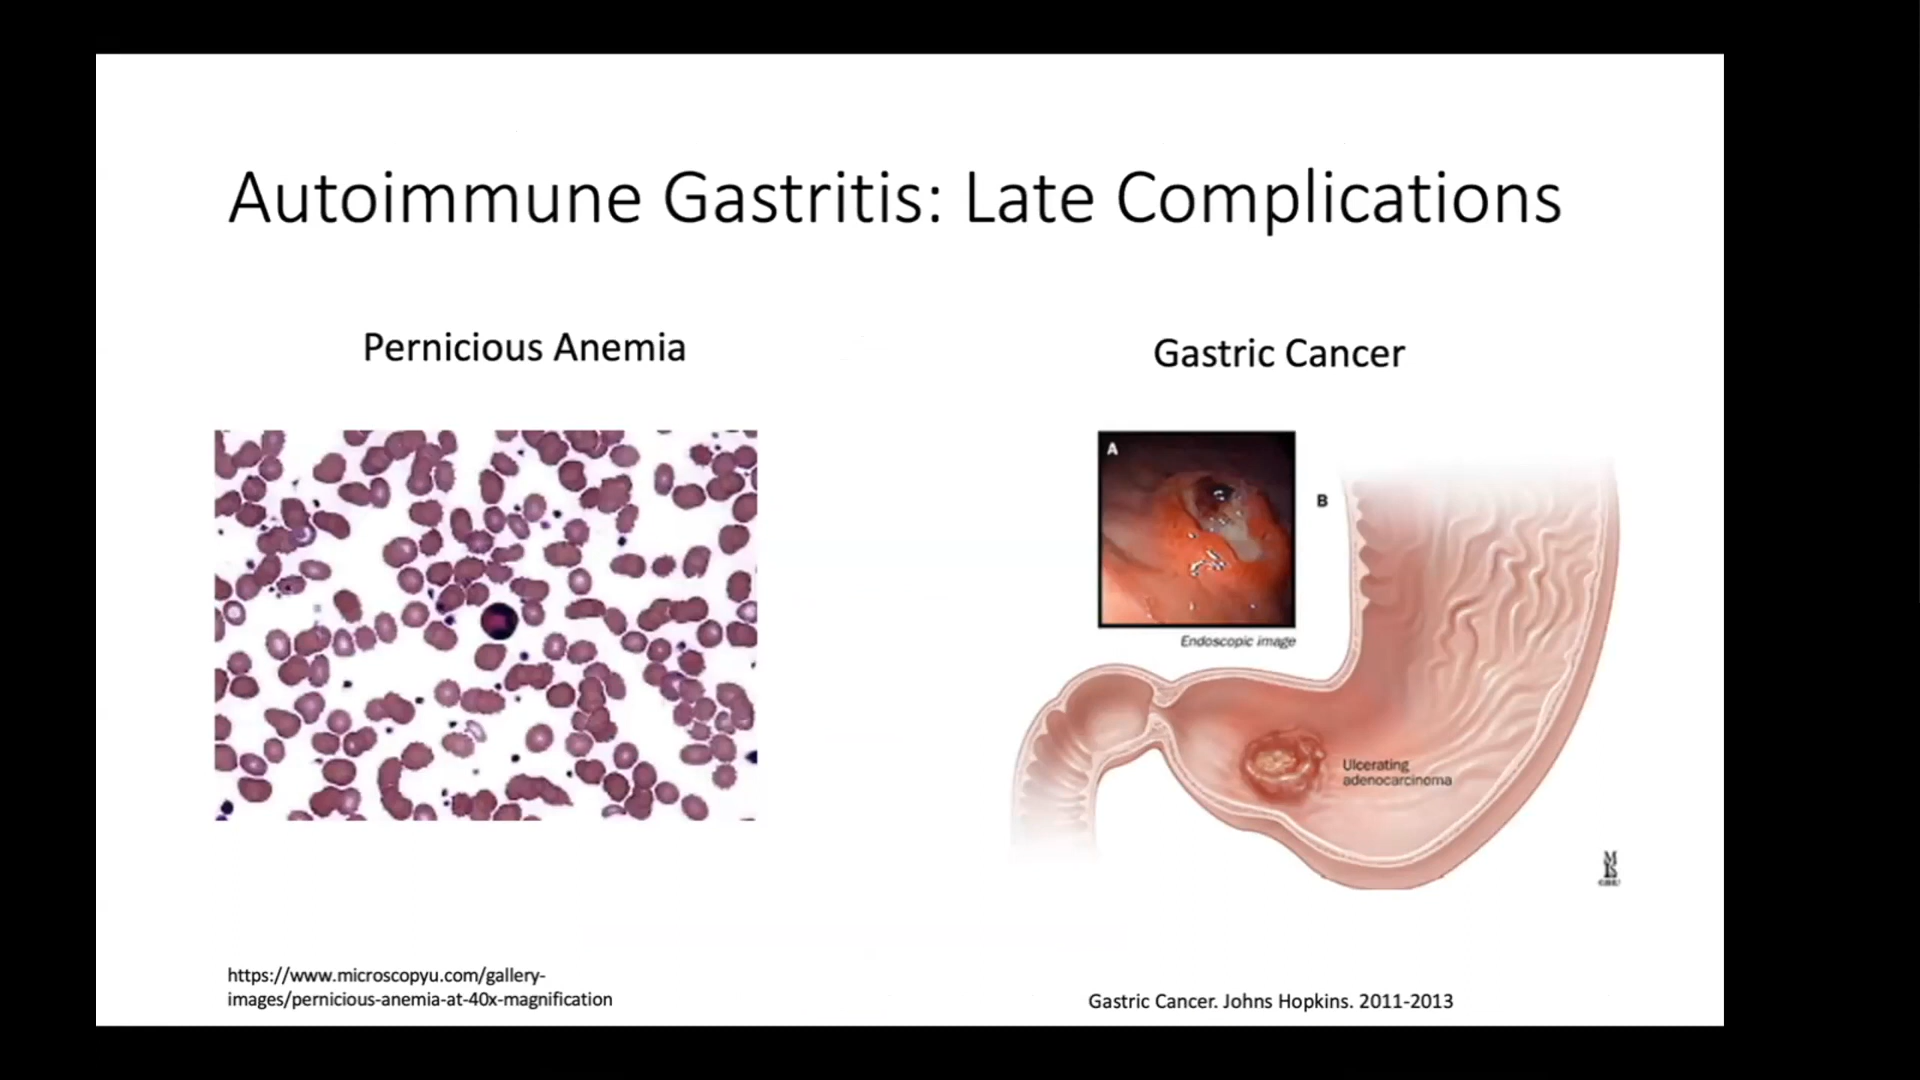 Autoimmune Gastritis: Late Complications
Pernicious Anemia
Gastric Cancer
A
B
Endoscopic image
Ulcerating
adenocarcinoma
https://www.microscopyu.com/gallery-
images/pernicious-anemia-at-40x-magnification
Gastric Cancer. Johns Hopkins. 2011-2013